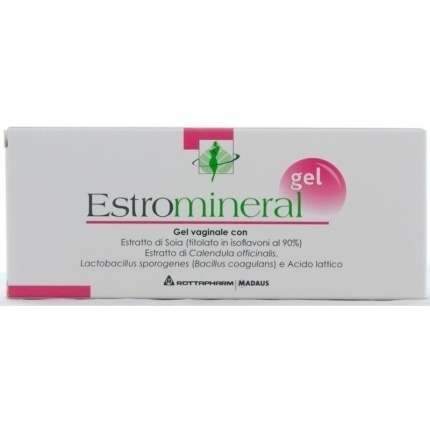 gel
Estromineral
Gel vaginale con
Estratto di Soia (titolato in isoflavoni al 90%)
Estratto di Calendula officinalis,
Lactobacillus sporogenes (Bacillus coagulans) e Acido lattico
ROTTAPHARM | MADAUS